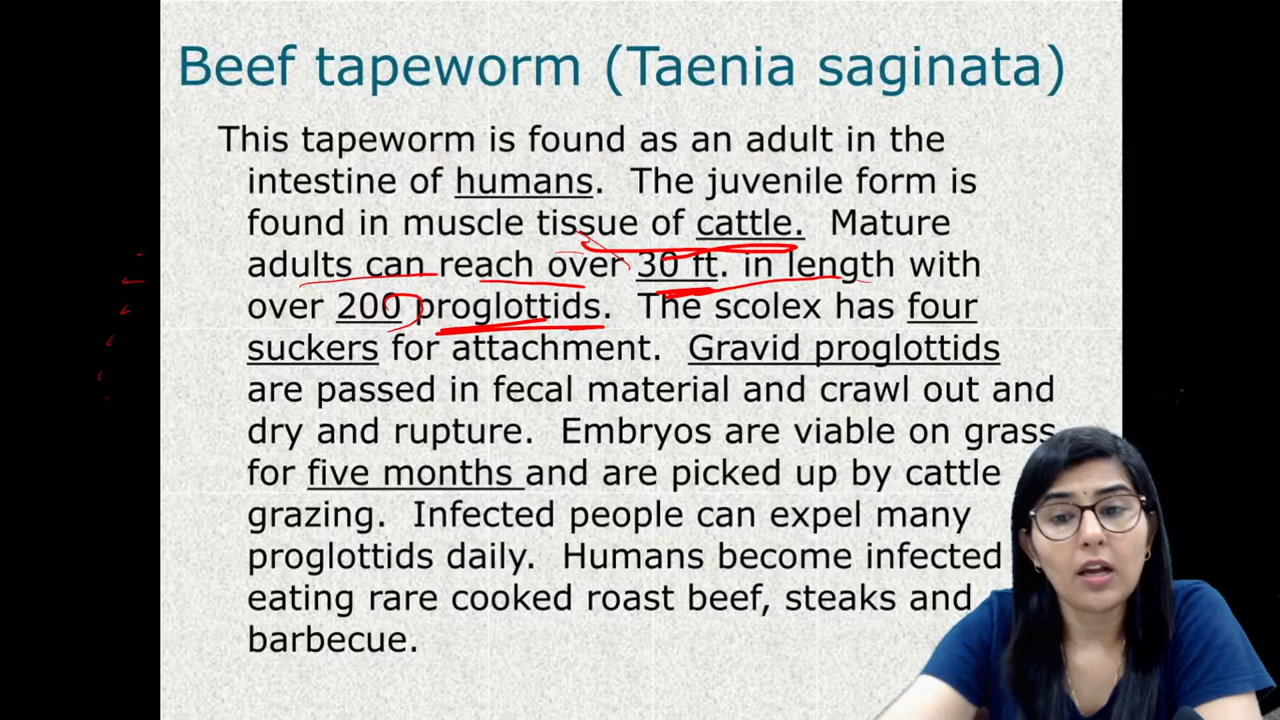 Beef tapeworm (Taenia saginata)
This tapeworm is found as an adult in the
intestine of humans. The juvenile form is
found in muscle tissue of cattle. Mature
adults can reach over 30 ft. in length with
over 200 proglottids. The scolex has four
suckers for attachment. Gravid proglottids
are passed in fecal material and crawl out and
dry and rupture. Embryos are viable on grass
for five months and are picked up by cattle
grazing. Infected people can expel many
proglottids daily. Humans become infected
eating rare cooked roast beef, steaks and
barbecue.